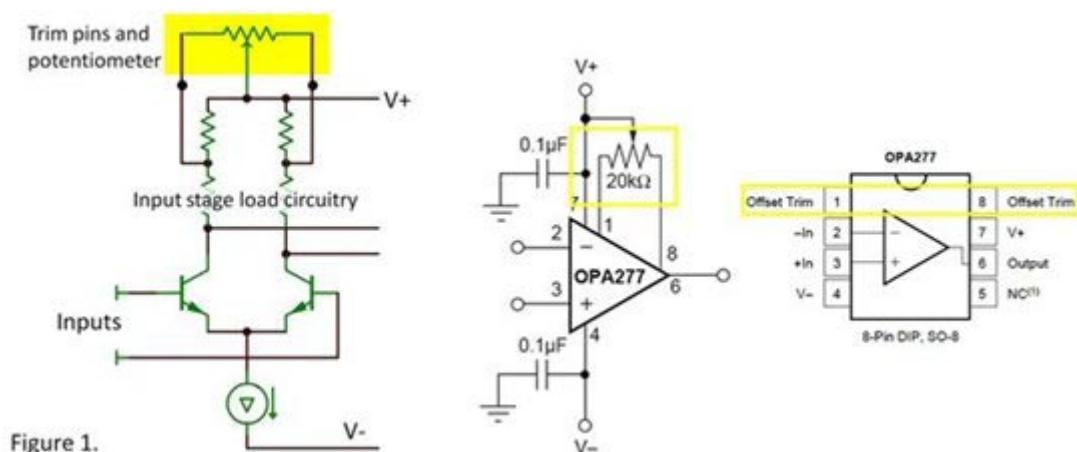 Trim pins and
potentiometer
V+
Input stage load circuitry
Inputs
V-
Figure 1.
V+
0.1µF
20kΩ
7
1
2
−
8
OPA277
6
3
+
4
0.1µF
V−
OPA277
Offset Trim 1 8 Offset Trim
–In 2 − 7 V+
+In 3 + 6 Output
V− 4 5 NC(1)
8-Pin DIP, SO-8